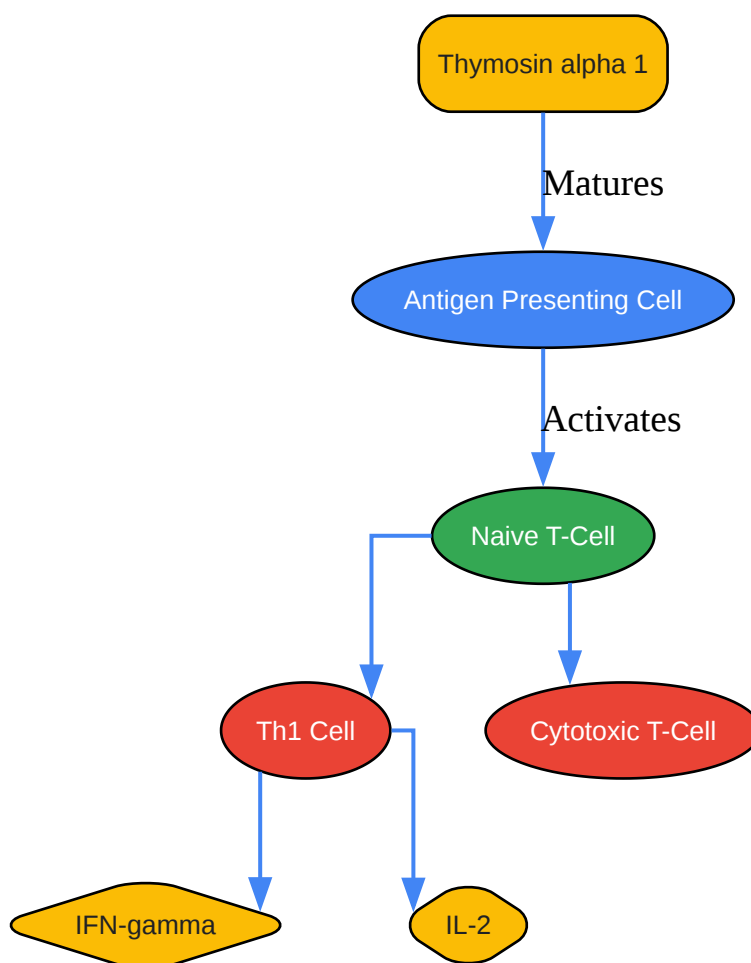 Thymosin alpha 1
Matures
Antigen Presenting Cell
Activates
Naive T-Cell
Th1 Cell
Cytotoxic T-Cell
IFN-gamma
IL-2